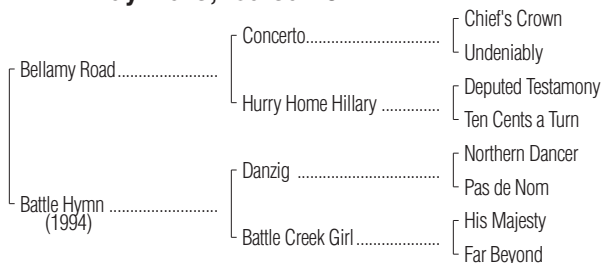 Concerto
Chief's Crown
Undeniably
Bellamy Road
Hurry Home Hillary
Deputed Testamony
Ten Cents a Turn
Danzig
Northern Dancer
Pas de Nom
Battle Hymn
(1994)
Battle Creek Girl
His Majesty
Far Beyond